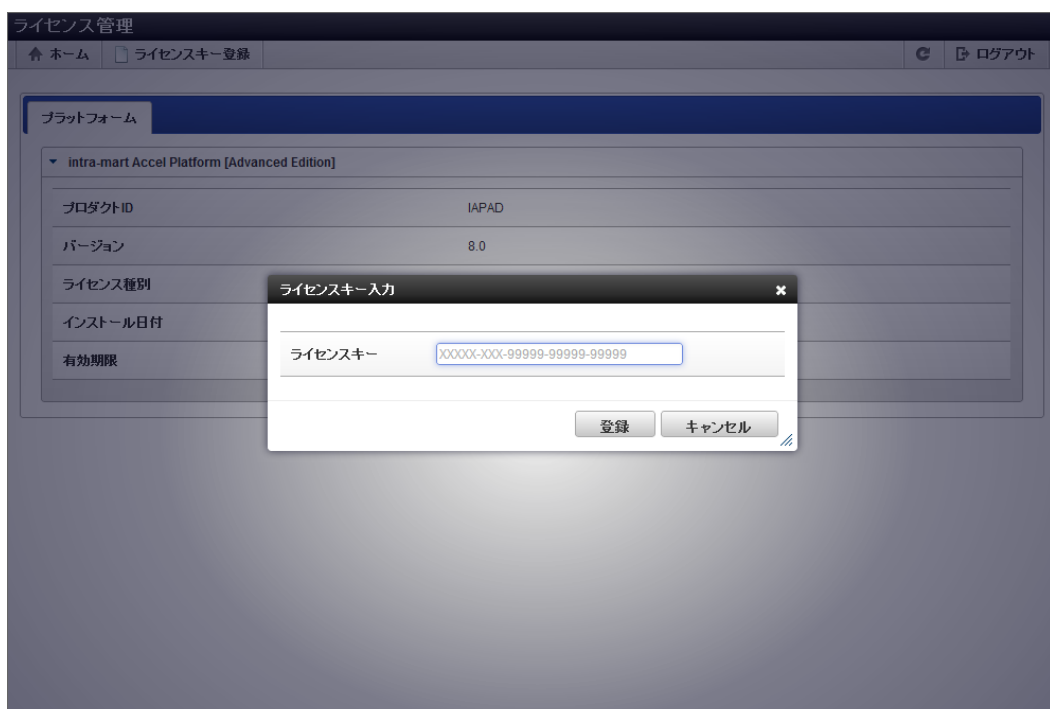 ライセンス管理
ホーム ライセンスキー登録 ログアウト
プラットフォーム
intra-mart Accel Platform [Advanced Edition]
プロダクトID IAPAD
バージョン 8.0
ライセンス種別
インストール日付
有効期限
ライセンスキー入力
ライセンスキー XXXXX-XXX-99999-99999-99999
登録 キャンセル